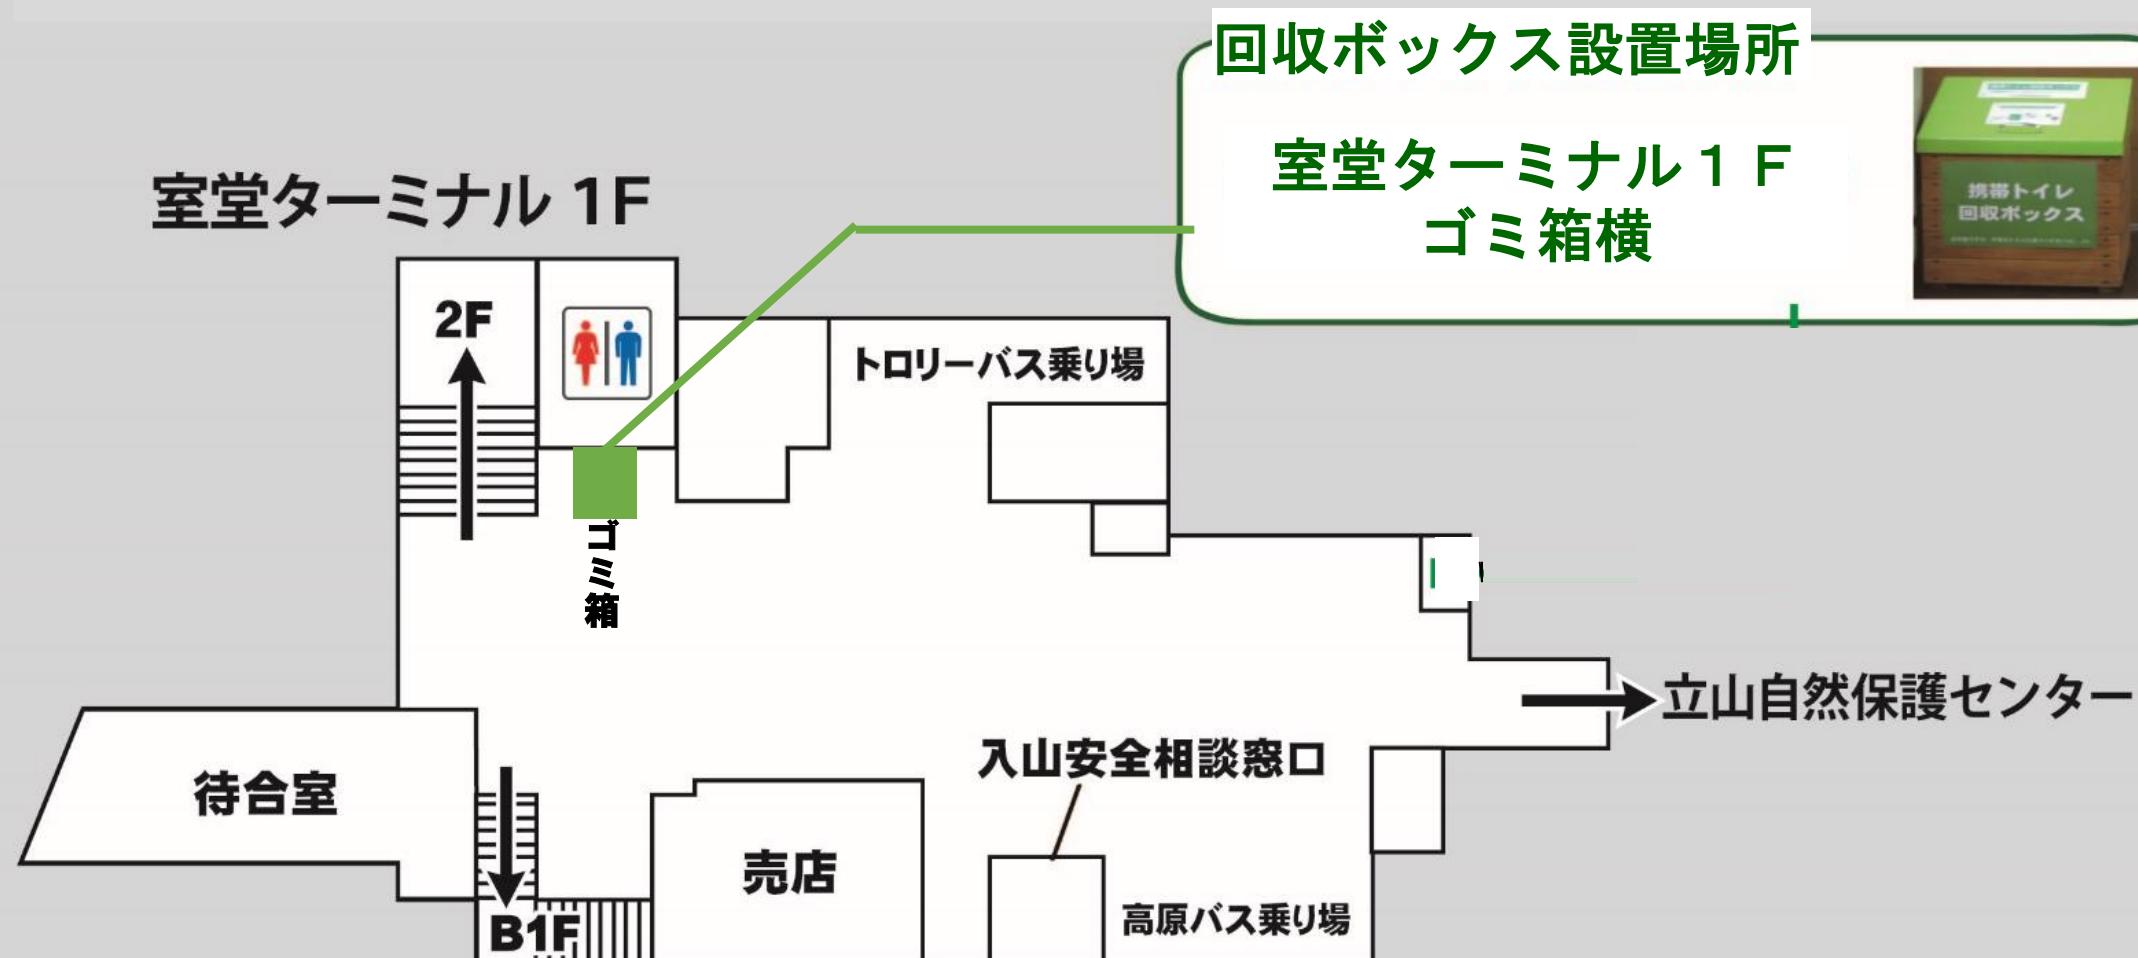 回収ボックス設置場所
室堂ターミナル１Ｆ
ゴミ箱横
携帯トイレ
回収ボックス
室堂ターミナル 1F
2F
トロリーバス乗り場
ゴミ箱
立山自然保護センター
入山安全相談窓口
待合室
売店
高原バス乗り場
B1F